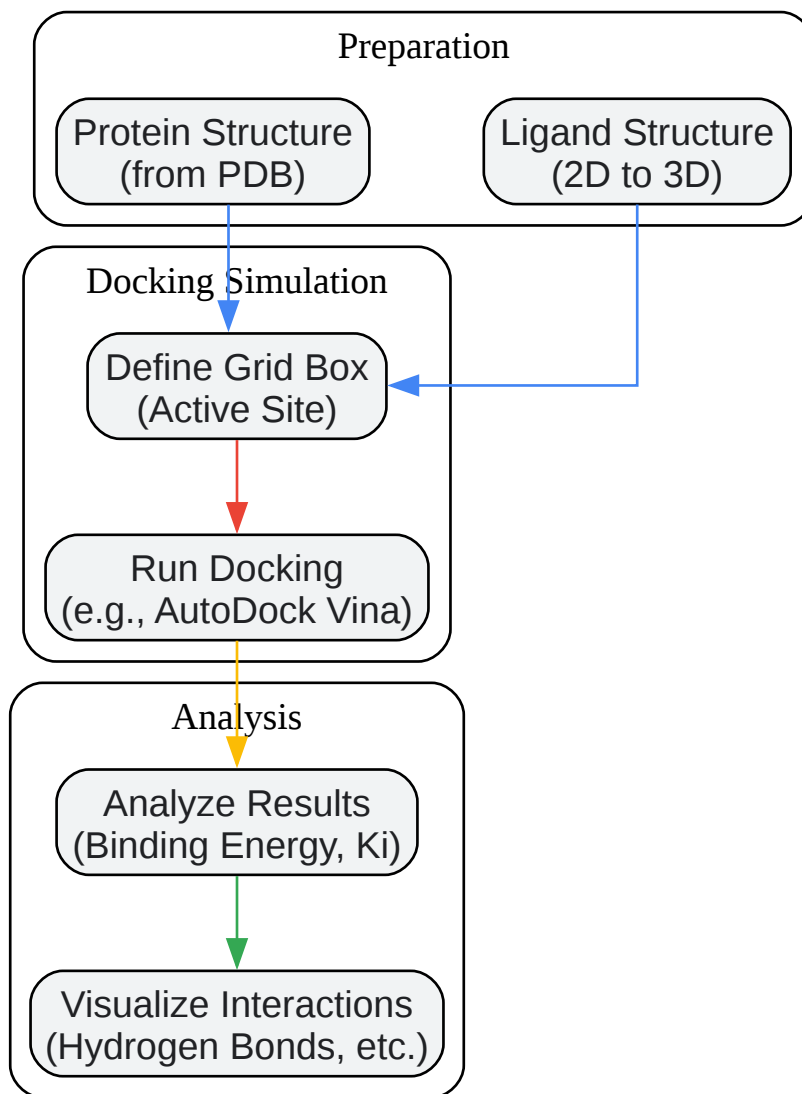 Preparation
Protein Structure
(from PDB)
Ligand Structure
(2D to 3D)
Docking Simulation
Define Grid Box
(Active Site)
Run Docking
(e.g., AutoDock Vina)
Analysis
Analyze Results
(Binding Energy, Ki)
Visualize Interactions
(Hydrogen Bonds, etc.)